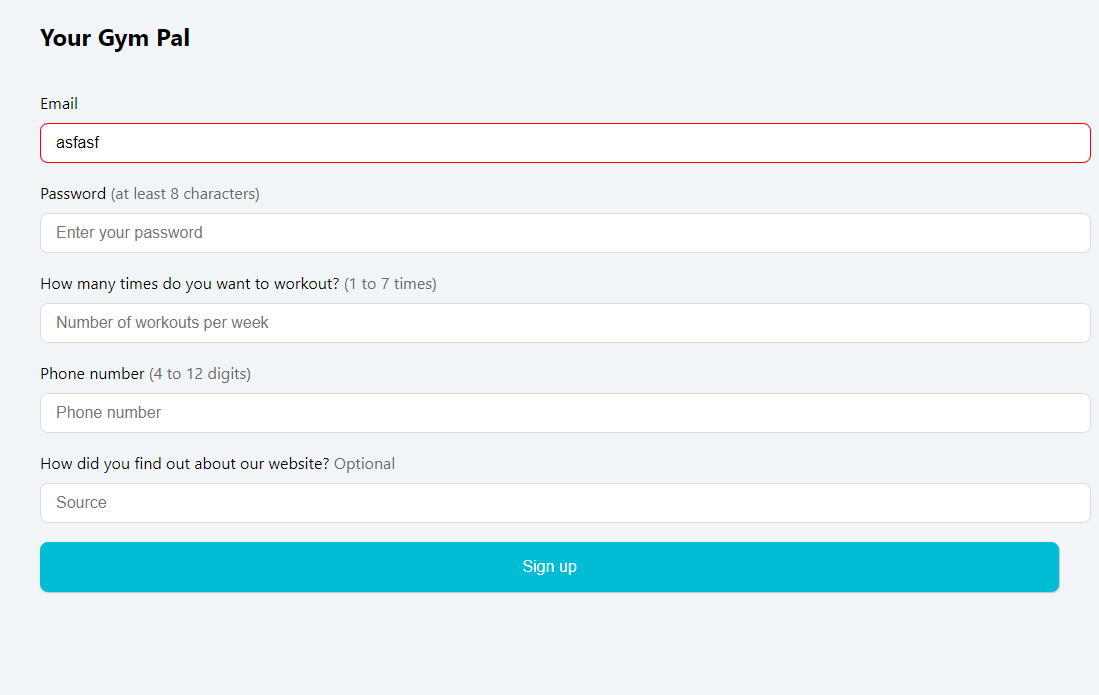 Your Gym Pal
Email
asfasf
Password (at least 8 characters)
Enter your password
How many times do you want to workout? (1 to 7 times)
Number of workouts per week
Phone number (4 to 12 digits)
Phone number
How did you find out about our website? Optional
Source
Sign up